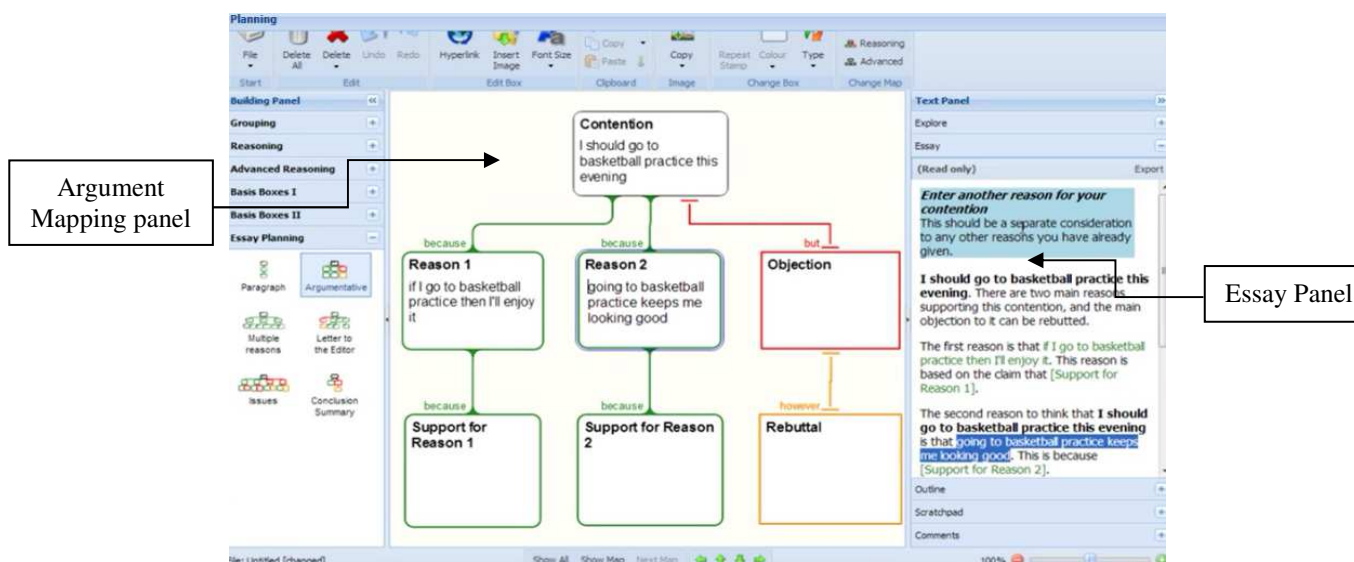 Planning
File
Delete All
Delete
Undo
Redo
Hyperlink
Insert Image
Font Size
Copy
Paste
Copy
Repeat Stamp
Colour
Type
Reasoning
Advanced
Start
Edit
Edit Box
Clipboard
Image
Change Box
Change Map
Building Panel
Grouping
Reasoning
Advanced Reasoning
Basis Boxes I
Basis Boxes II
Essay Planning
Paragraph
Argumentative
Multiple
reasons
Letter to
the Editor
Issues
Conclusion
Summary
Argument
Mapping panel
Contention
I should go to
basketball practice this
evening
because
because
but
Reason 1
if I go to basketball
practice then I'll enjoy
it
Reason 2
going to basketball
practice keeps me
looking good
Objection
because
because
however
Support for
Reason 1
Support for Reason
2
Rebuttal
Text Panel
Explore
Essay
(Read only)
Export
Enter another reason for your
contention
This should be a separate consideration
to any other reasons you have already
given.
I should go to basketball practice this
evening. There are two main reasons
supporting this contention, and the main
objection to it can be rebutted.
The first reason is that if I go to basketball
practice then I'll enjoy it. This reason is
based on the claim that [Support for
Reason 1].
The second reason to think that I should
go to basketball practice this evening
is that going to basketball practice keeps
me looking good. This is because
[Support for Reason 2].
Outline
Scratchpad
Comments
Essay Panel
File: Untitled [changed]
Show All
Show Map
Next Map
100%